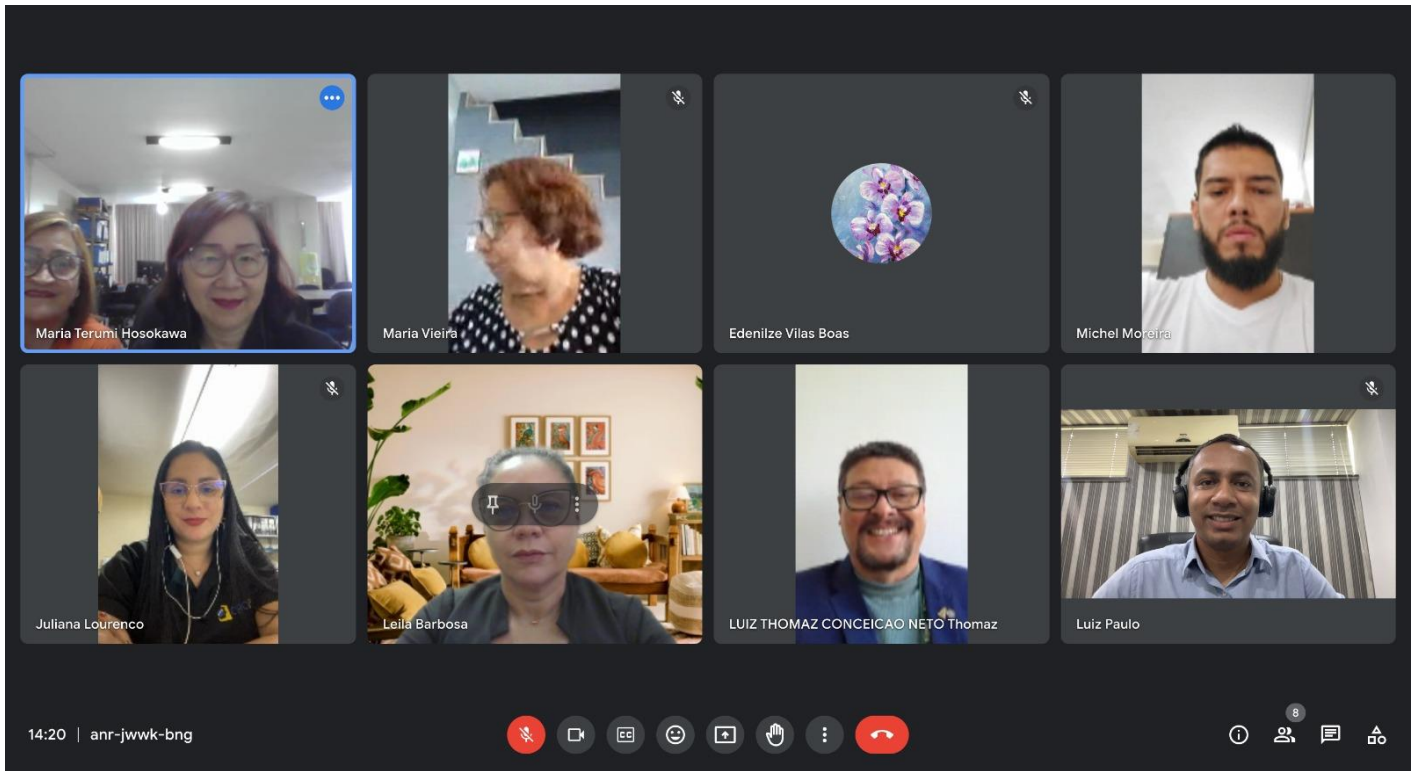 Maria Terumi Hosokawa
Maria Vieira
Edenilze Vilas Boas
Michel Moreira
Juliana Lourenco
Leila Barbosa
LUIZ THOMAZ CONCEICAO NETO Thomaz
Luiz Paulo
8
14:20 | anr-jwwk-bng
CC